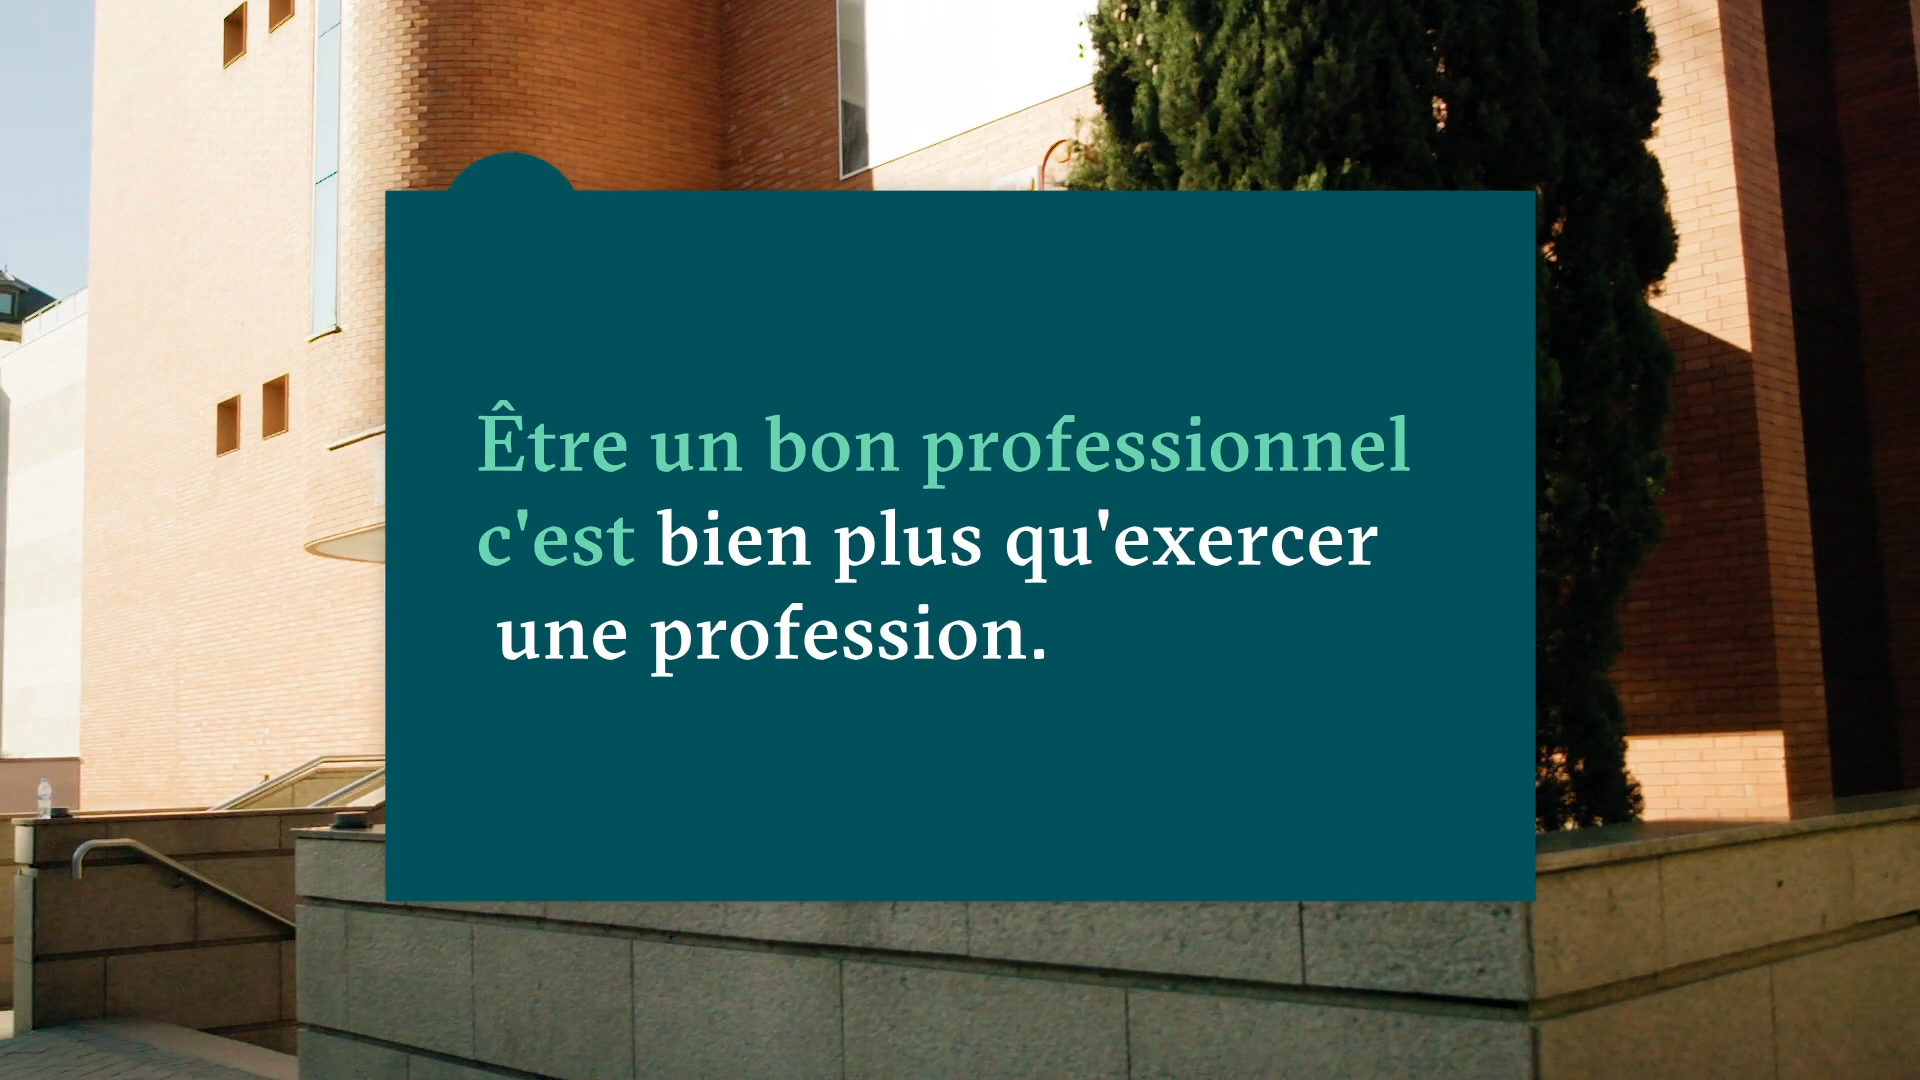 Être un bon professionnel
c'est bien plus qu'exercer
une profession.